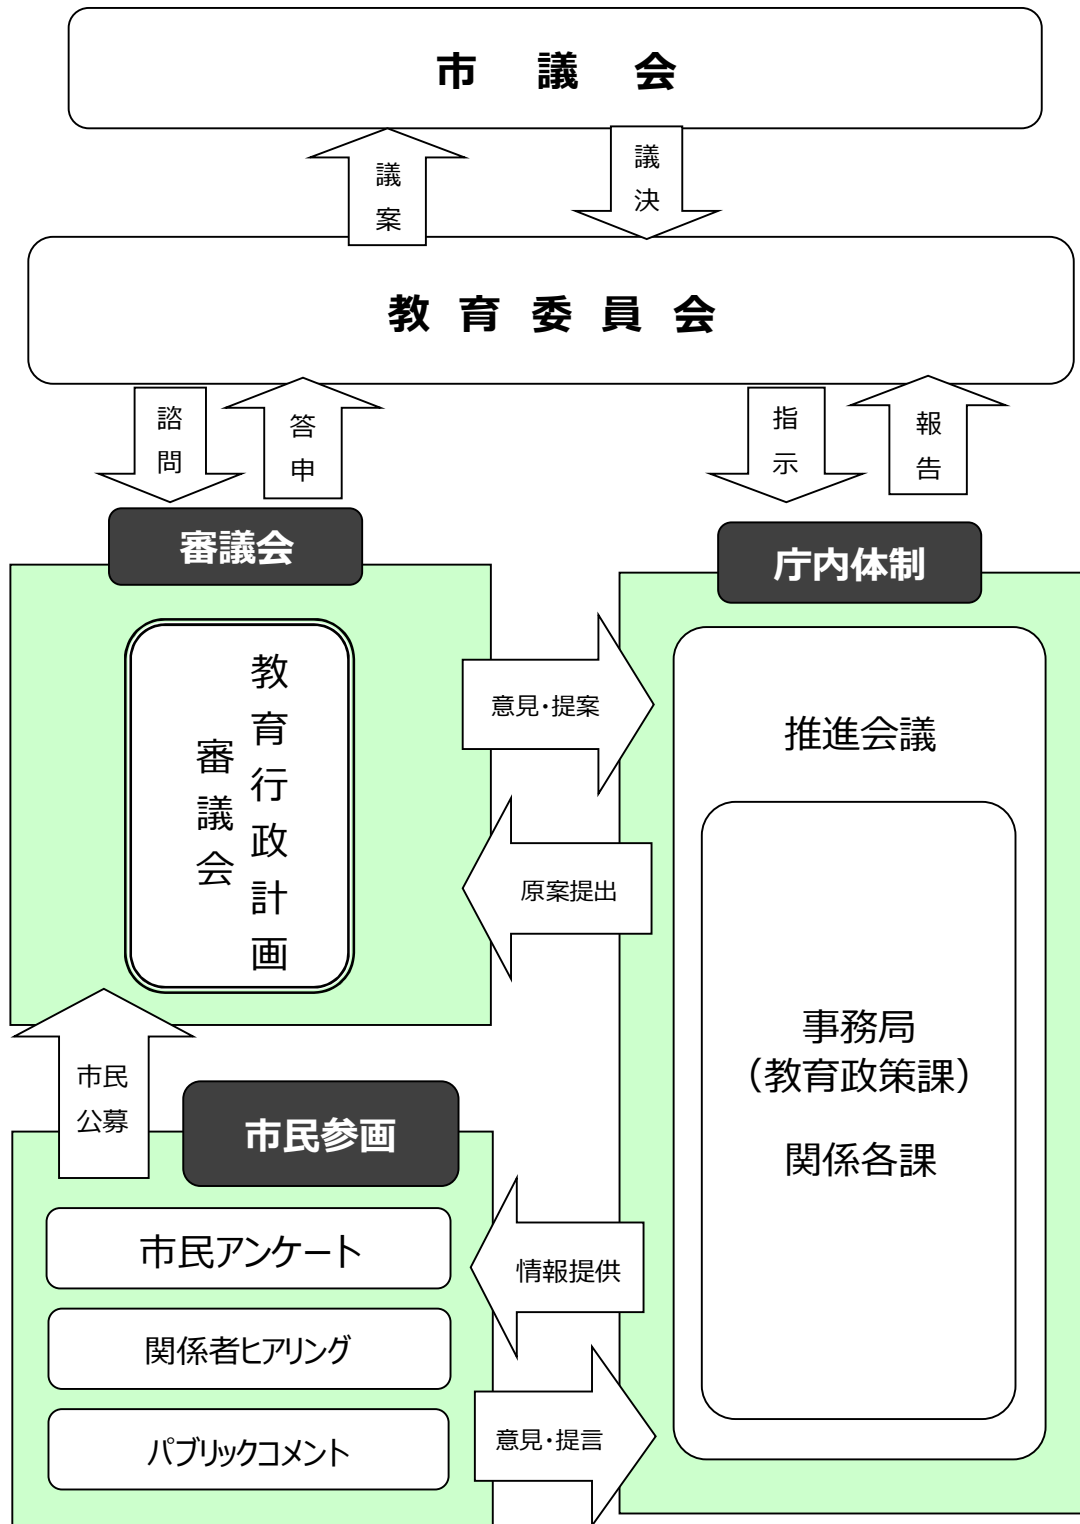 市議会
議案
議決
教育委員会
諮問
答申
指示
報告
審議会
庁内体制
教育行政計画
審議会
意見・提案
推進会議
原案提出
事務局
（教育政策課）
関係各課
市民
公募
市民参画
市民アンケート
情報提供
関係者ヒアリング
意見・提言
パブリックコメント